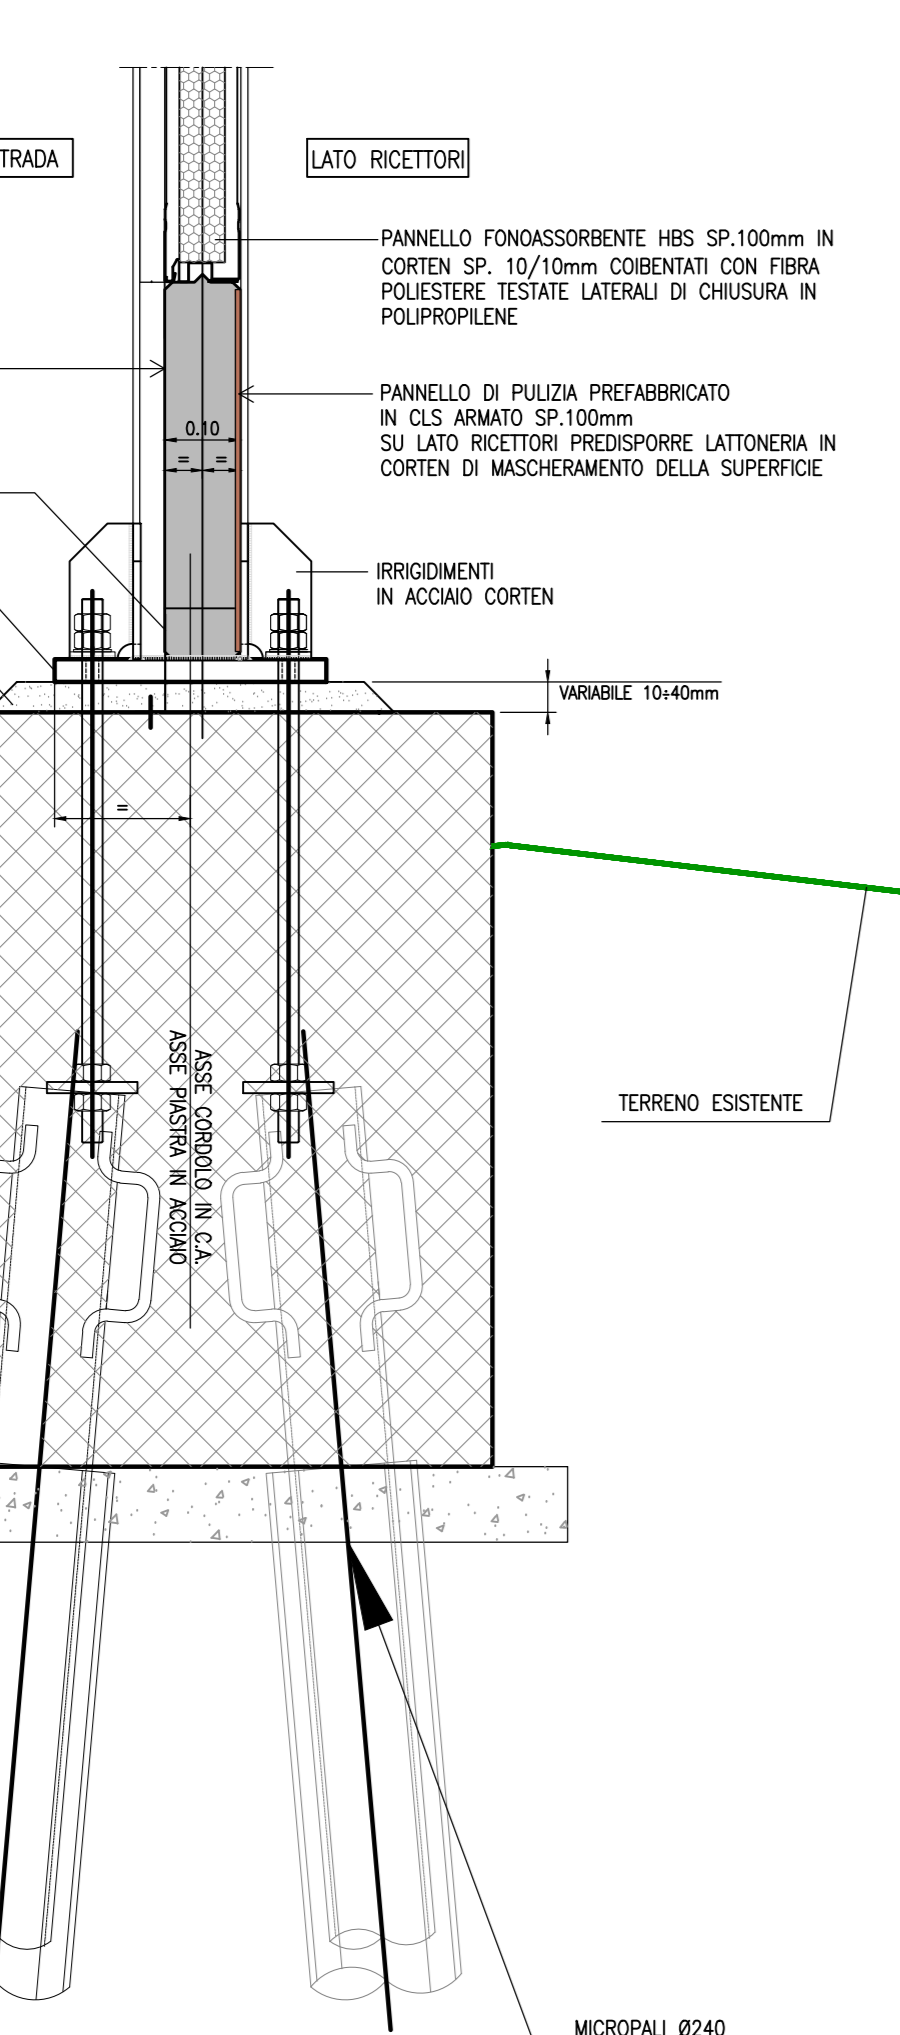 TRADA
LATO RICETTORI
PANNELLO FONOASSORBENTE HBS SP.100mm IN
CORTEN SP. 10/10mm COIBENTATI CON FIBRA
POLIESTERE TESTATE LATERALI DI CHIUSURA IN
POLIPROPILENE
PANNELLO DI PULIZIA PREFABBRICATO
IN CLS ARMATO SP.100mm
SU LATO RICETTORI PREDISPORRE LATTONERIA IN
CORTEN DI MASCHERAMENTO DELLA SUPERFICIE
0.10
= =
IRRIGIDIMENTI
IN ACCIAIO CORTEN
VARIABILE 10÷40mm
=
ASSE CORDOLO IN C.A.
ASSE PIASTRA IN ACCIAIO
TERRENO ESISTENTE
MICROPALI Ø240